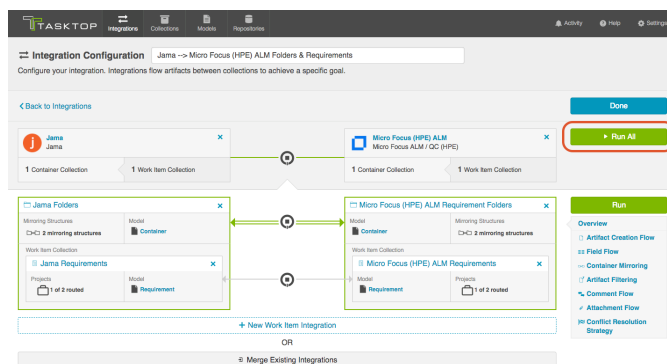 TASKTOP
Integrations
Collections
Models
Repositories
Activity
Help
Settings
Integration Configuration
Jama --> Micro Focus (HPE) ALM Folders & Requirements
Configure your integration. Integrations flow artifacts between collections to achieve a specific goal.
Back to Integrations
Done
Jama
Jama
1 Container Collection
1 Work Item Collection
Micro Focus (HPE) ALM
Micro Focus ALM / QC (HPE)
1 Container Collection
1 Work Item Collection
Run All
Jama Folders
Mirroring Structures
2 mirroring structures
Model
Container
Work Item Collection
Jama Requirements
Projects
1 of 2 routed
Model
Requirement
Micro Focus (HPE) ALM Requirement Folders
Model
Container
Mirroring Structures
2 mirroring structures
Work Item Collection
Micro Focus (HPE) ALM Requirements
Model
Requirement
Projects
1 of 2 routed
Run
Overview
Artifact Creation Flow
Field Flow
Container Mirroring
Artifact Filtering
Comment Flow
Attachment Flow
Conflict Resolution
Strategy
+ New Work Item Integration
OR
Merge Existing Integrations